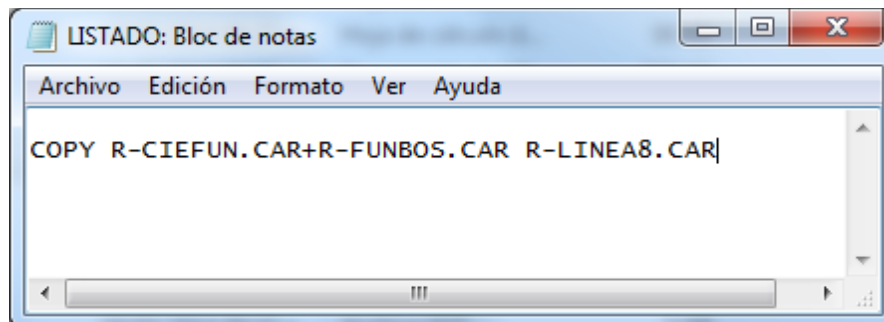 LISTADO: Bloc de notas
Archivo Edición Formato Ver Ayuda
COPY R-CIEFUN.CAR+R-FUNBOS.CAR R-LINEA8.CAR